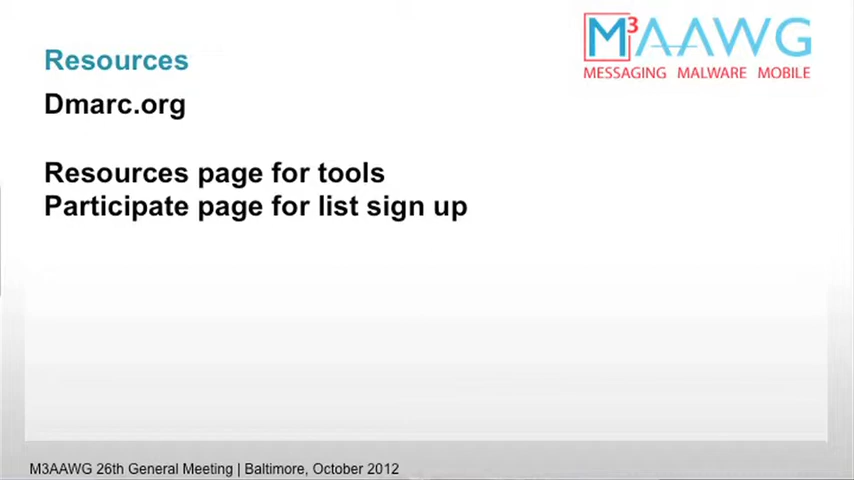 Resources
M3AAWG
MESSAGING MALWARE MOBILE
Dmarc.org
Resources page for tools
Participate page for list sign up
M3AAWG 26th General Meeting | Baltimore, October 2012